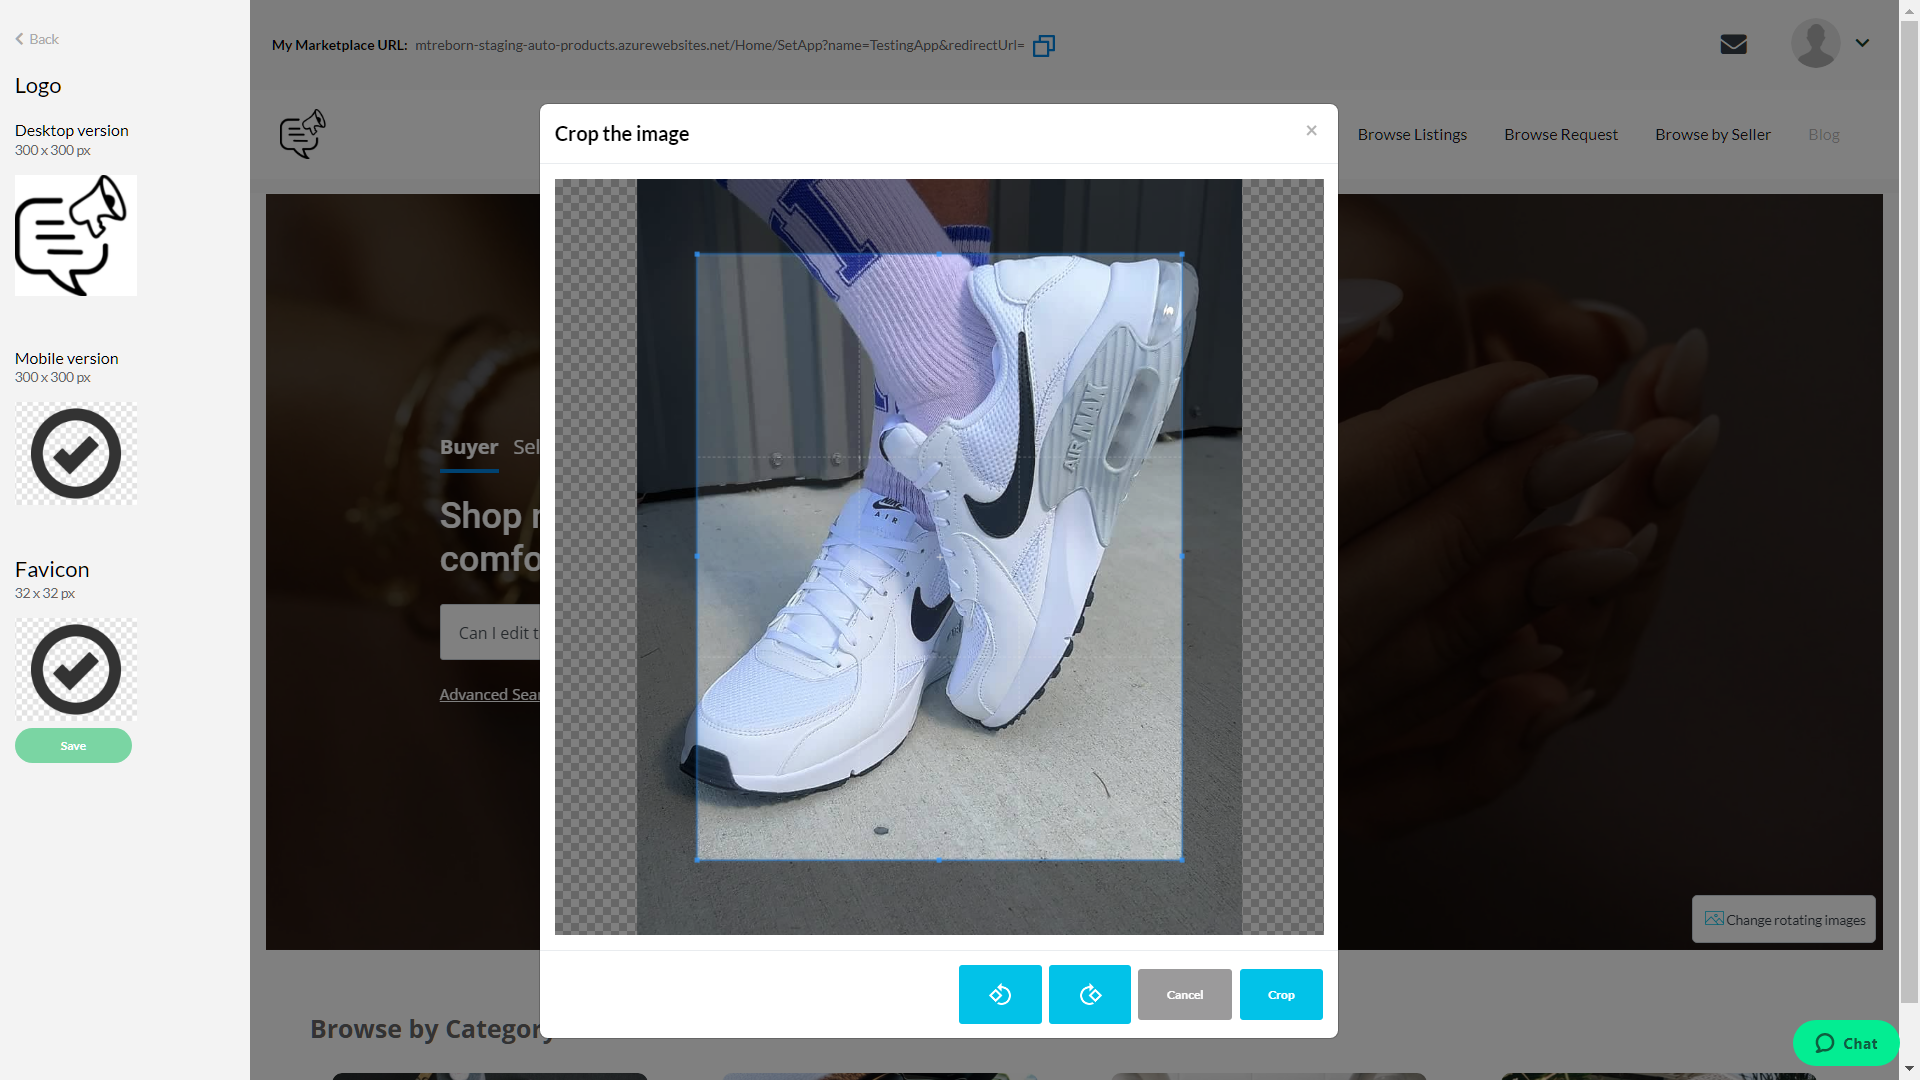 Back
My Marketplace URL: mtreborn-staging-auto-products.azurewebsites.net/Home/SetApp?name=TestingApp&redirectUrl=
Logo
Desktop version
300 x 300 px
Crop the image
×
Browse Listings
Browse Request
Browse by Seller
Blog
Mobile version
300 x 300 px
AIR MAX
AIR
Buyer
Sel
Shop r
comfo
Favicon
32 x 32 px
Can I edit t
Advanced Sear
Save
Change rotating images
Cancel
Crop
Browse by Category
Chat